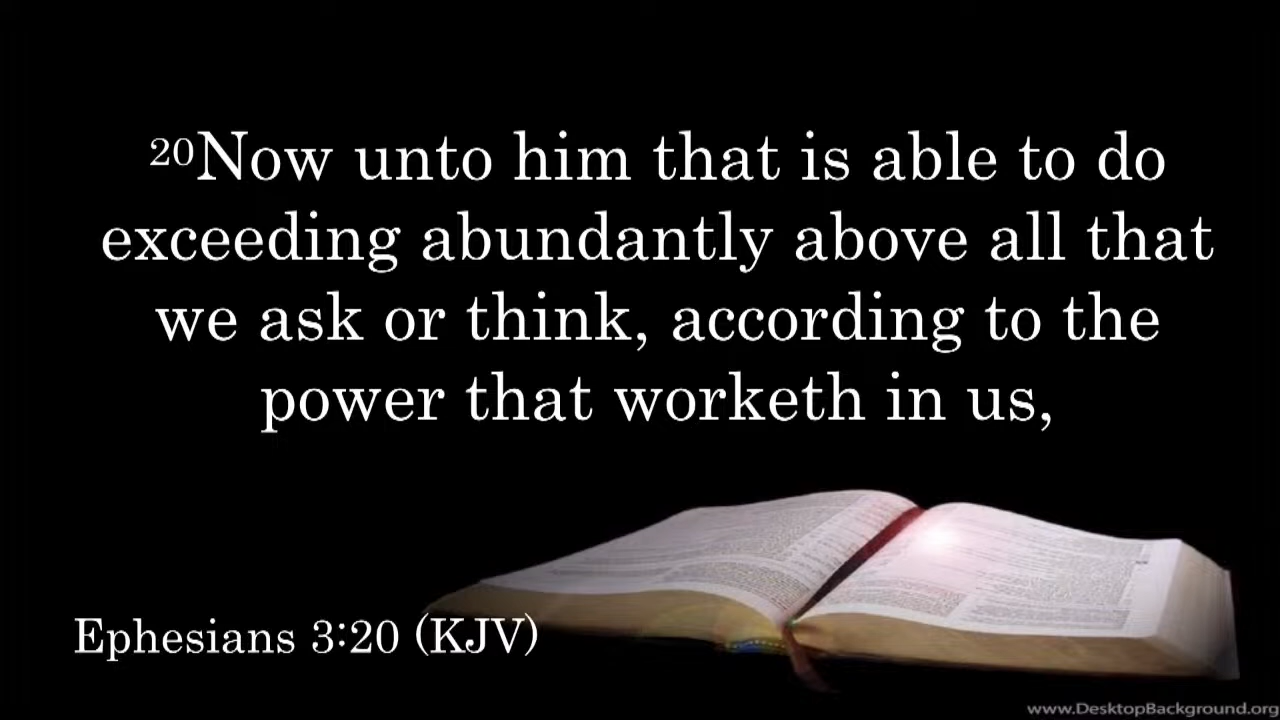 20Now unto him that is able to do
exceeding abundantly above all that
we ask or think, according to the
power that worketh in us,
Ephesians 3:20 (KJV)
www.DesktopBackground.org